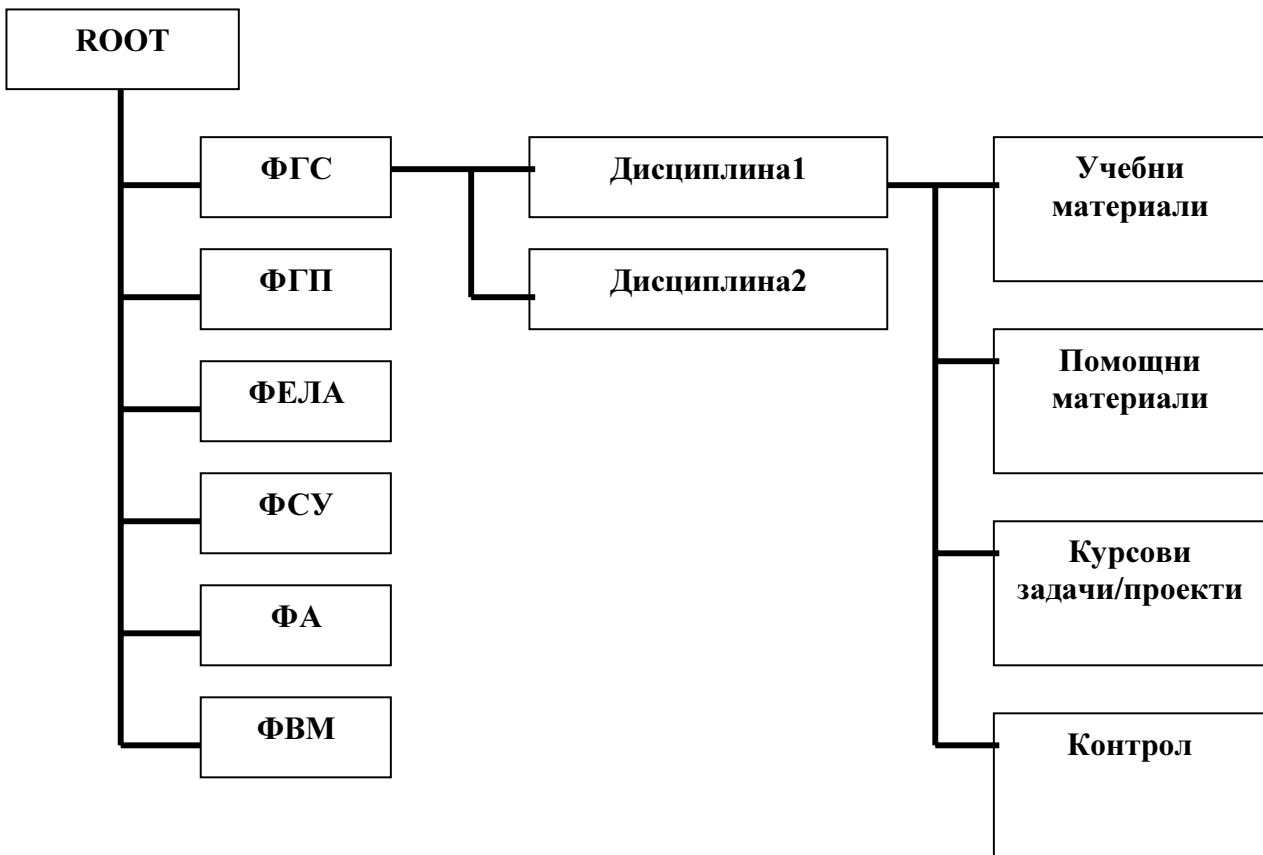 ROOT
ФГС
ФГП
ФЕЛА
ФСУ
ФА
ФВМ
Дисциплина1
Дисциплина2
Учебни
материали
Помощни
материали
Курсови
задачи/проекти
Контрол